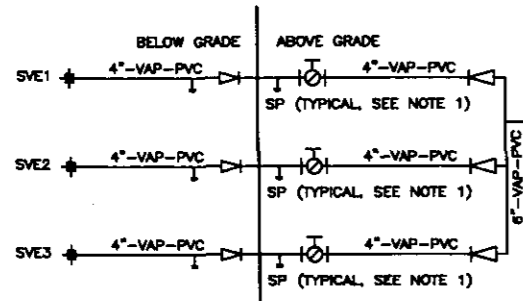 BELOW GRADE ABOVE GRADE
SVE1 4"-VAP-PVC 4"-VAP-PVC
SP (TYPICAL, SEE NOTE 1)
SVE2 4"-VAP-PVC 4"-VAP-PVC
SP (TYPICAL, SEE NOTE 1)
SVE3 4"-VAP-PVC 4"-VAP-PVC
SP (TYPICAL, SEE NOTE 1)
6"-VAP-PVC